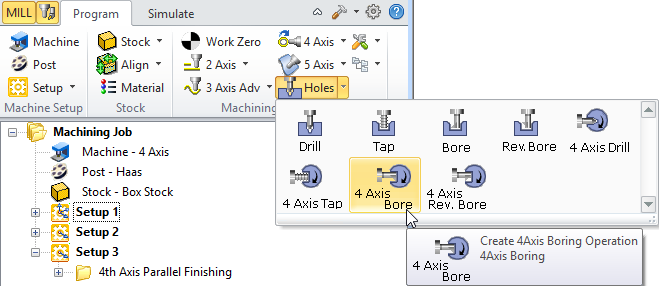 MILL Program Simulate
Machine Stock Work Zero 4 Axis
Post Align 2 Axis 5 Axis
Setup Material 3 Axis Adv Holes
Machine Setup Stock Machining
Drill Tap Bore Rev. Bore 4 Axis Drill
4 Axis Tap 4 Axis Bore 4 Axis Rev. Bore
Machining Job
Machine - 4 Axis
Post - Haas
Stock - Box Stock
Setup 1
Setup 2
Setup 3
4th Axis Parallel Finishing
Create 4Axis Boring Operation
4Axis Boring
4 Axis
Bore